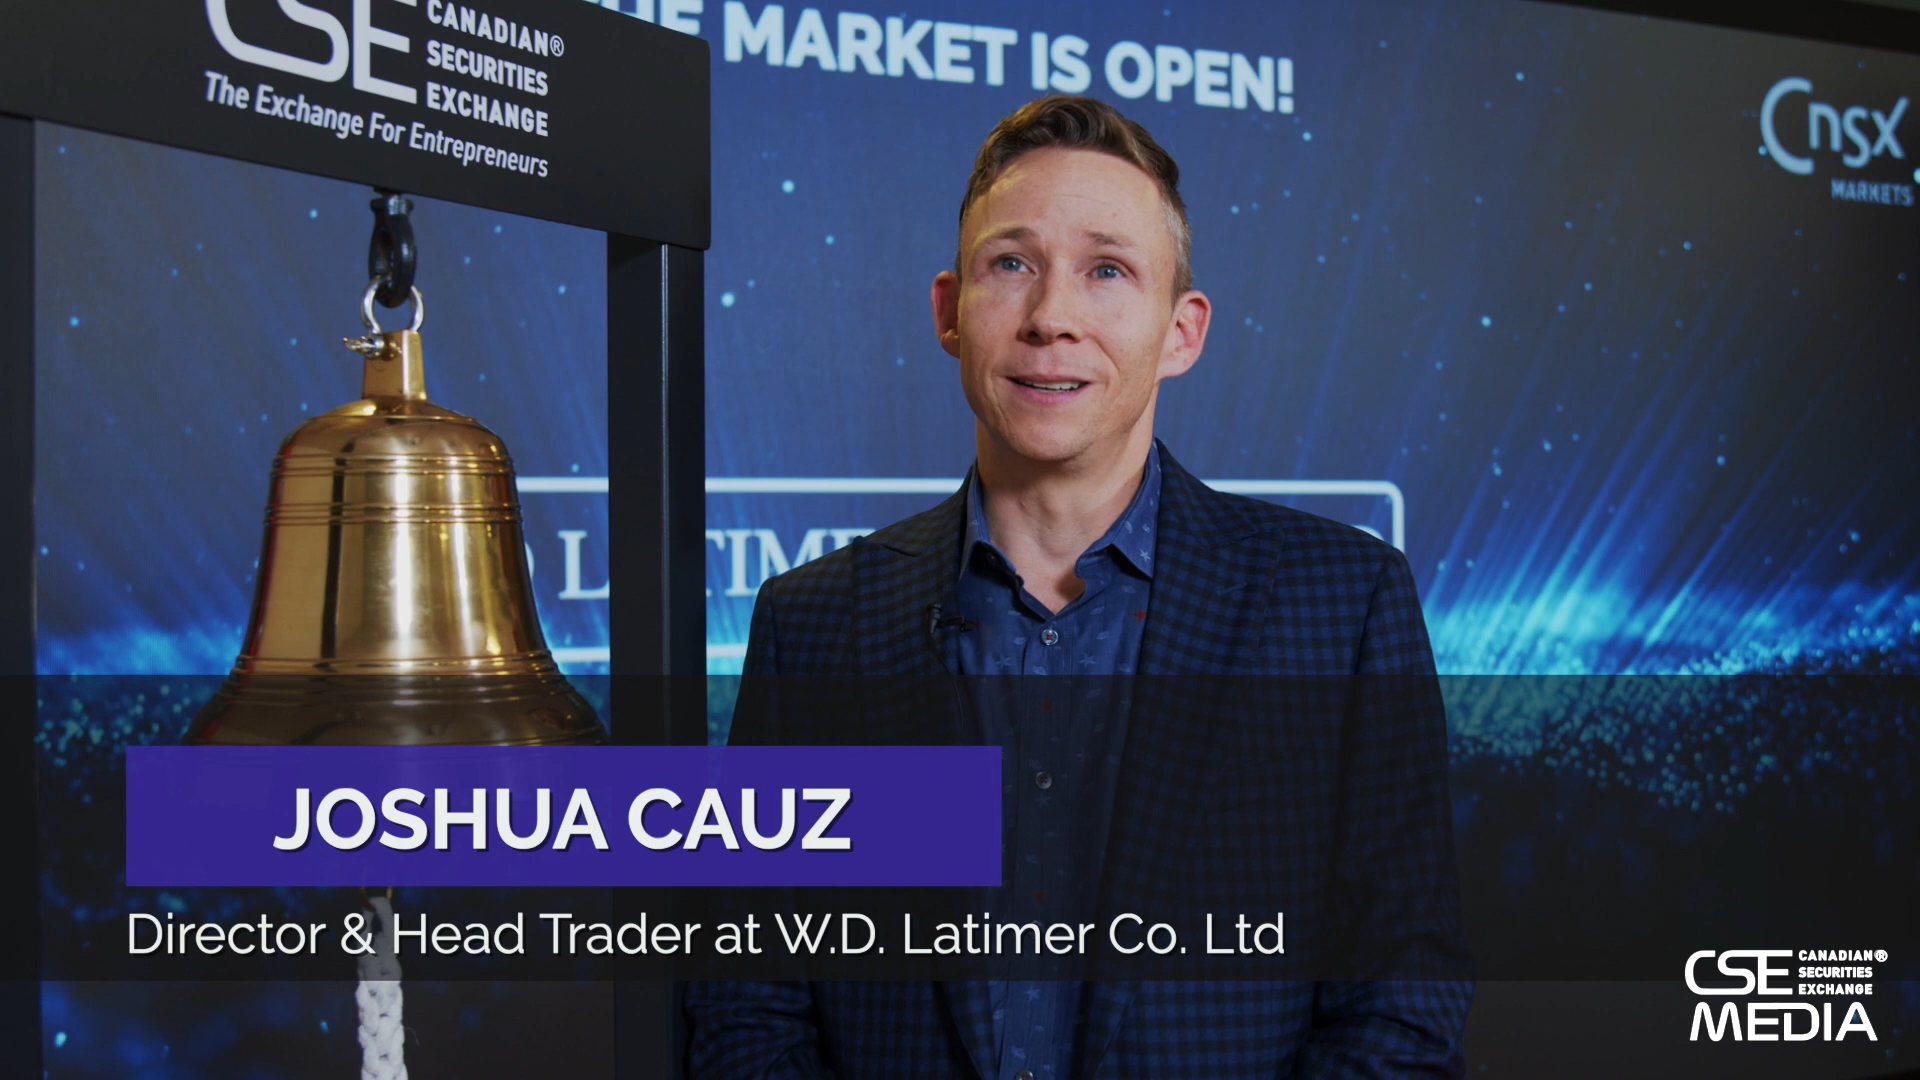 CSE CANADIAN®
SECURITIES
EXCHANGE
The Exchange For Entrepreneurs
MARKET IS OPEN!
Cnsx
MARKETS
JOSHUA CAUZ
Director & Head Trader at W.D. Latimer Co. Ltd
CSE CANADIAN®
SECURITIES
EXCHANGE
MEDIA